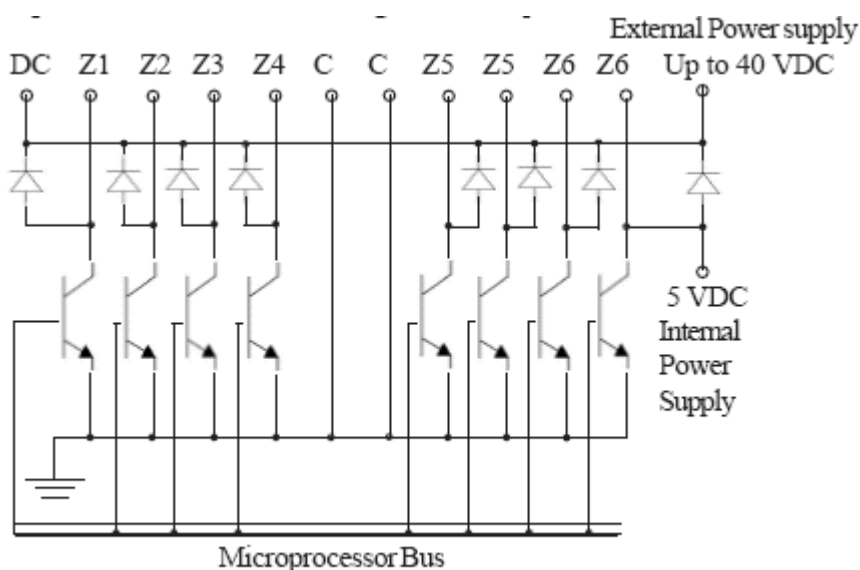 External Power supply
DC Z1 Z2 Z3 Z4 C C Z5 Z5 Z6 Z6 Up to 40 VDC
5 VDC
Internal
Power
Supply
Microprocessor Bus